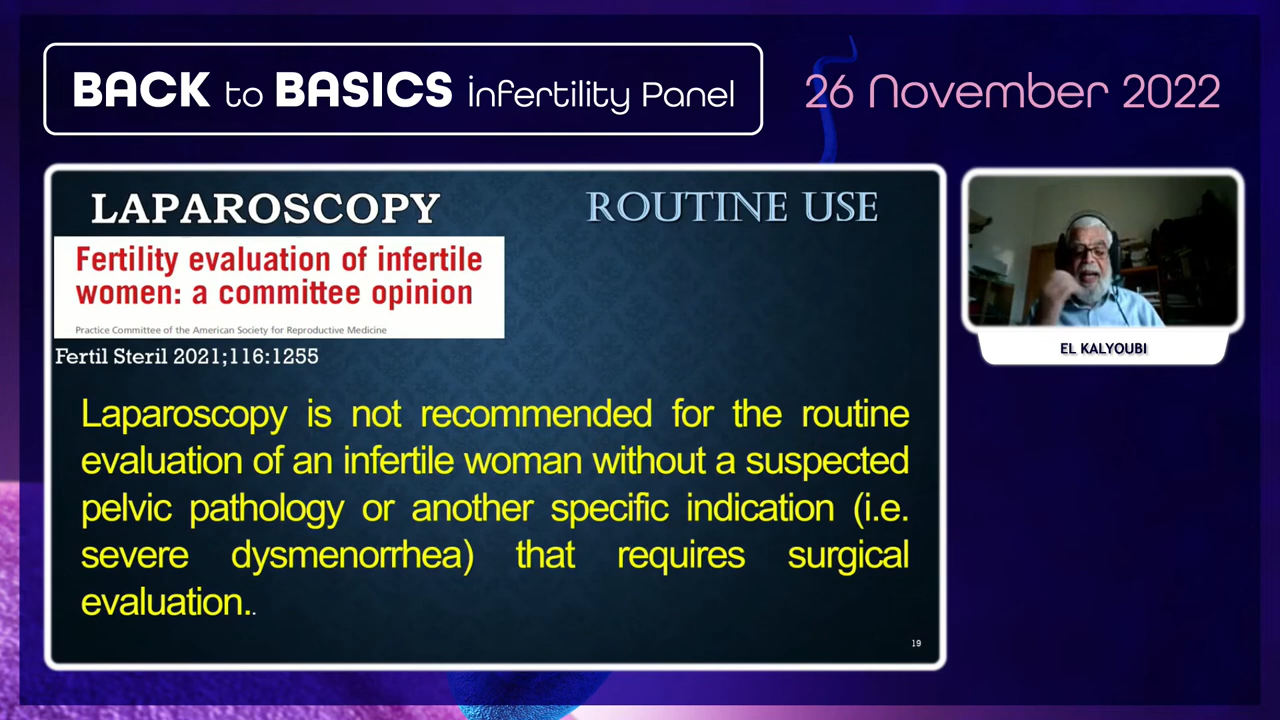 BACK to BASICS infertility Panel
26 November 2022
LAPAROSCOPY
ROUTINE USE
Fertility evaluation of infertile
women: a committee opinion
Practice Committee of the American Society for Reproductive Medicine
Fertil Steril 2021;116:1255
Laparoscopy is not recommended for the routine
evaluation of an infertile woman without a suspected
pelvic pathology or another specific indication (i.e.
severe dysmenorrhea) that requires surgical
evaluation..
19
EL KALYOUBI